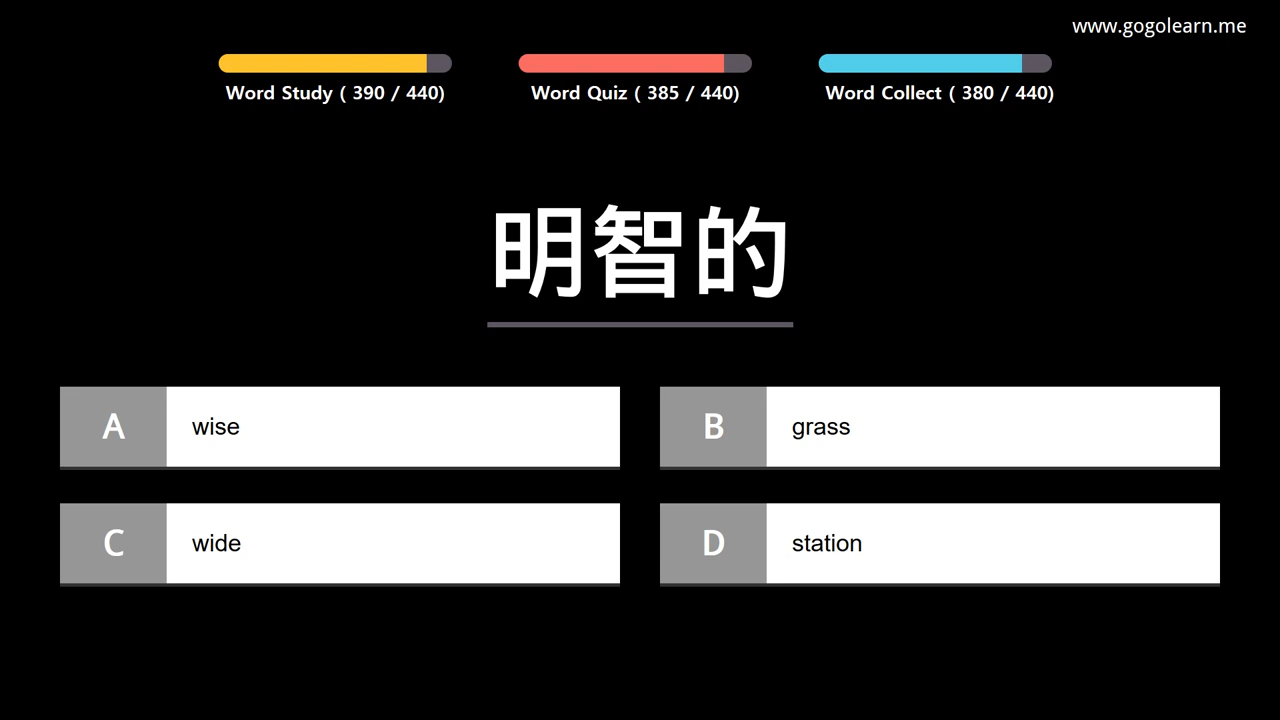 www.gogolearn.me
Word Study ( 390 / 440)
Word Quiz ( 385 / 440)
Word Collect ( 380 / 440)
明智的
A wise
B grass
C wide
D station